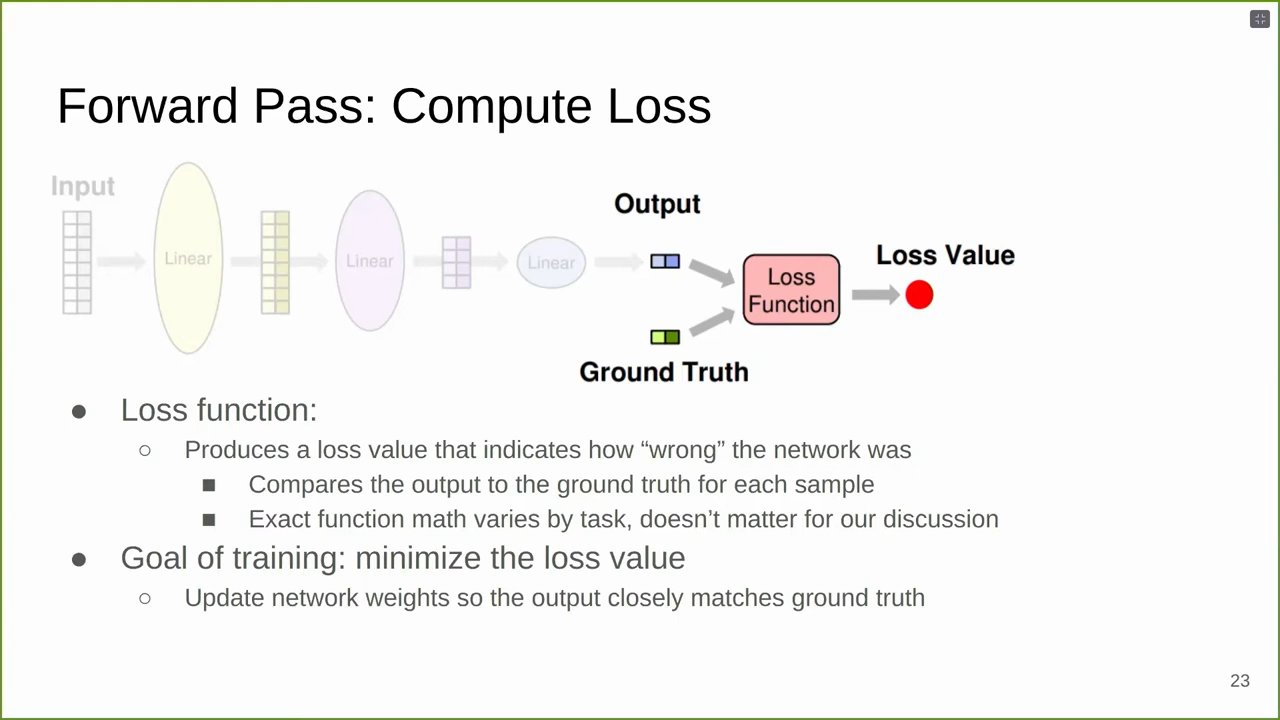 Forward Pass: Compute Loss
Input
Linear
Linear
Linear
Output
Ground Truth
Loss
Function
Loss Value
● Loss function:
○ Produces a loss value that indicates how “wrong” the network was
■ Compares the output to the ground truth for each sample
■ Exact function math varies by task, doesn’t matter for our discussion
● Goal of training: minimize the loss value
○ Update network weights so the output closely matches ground truth
23